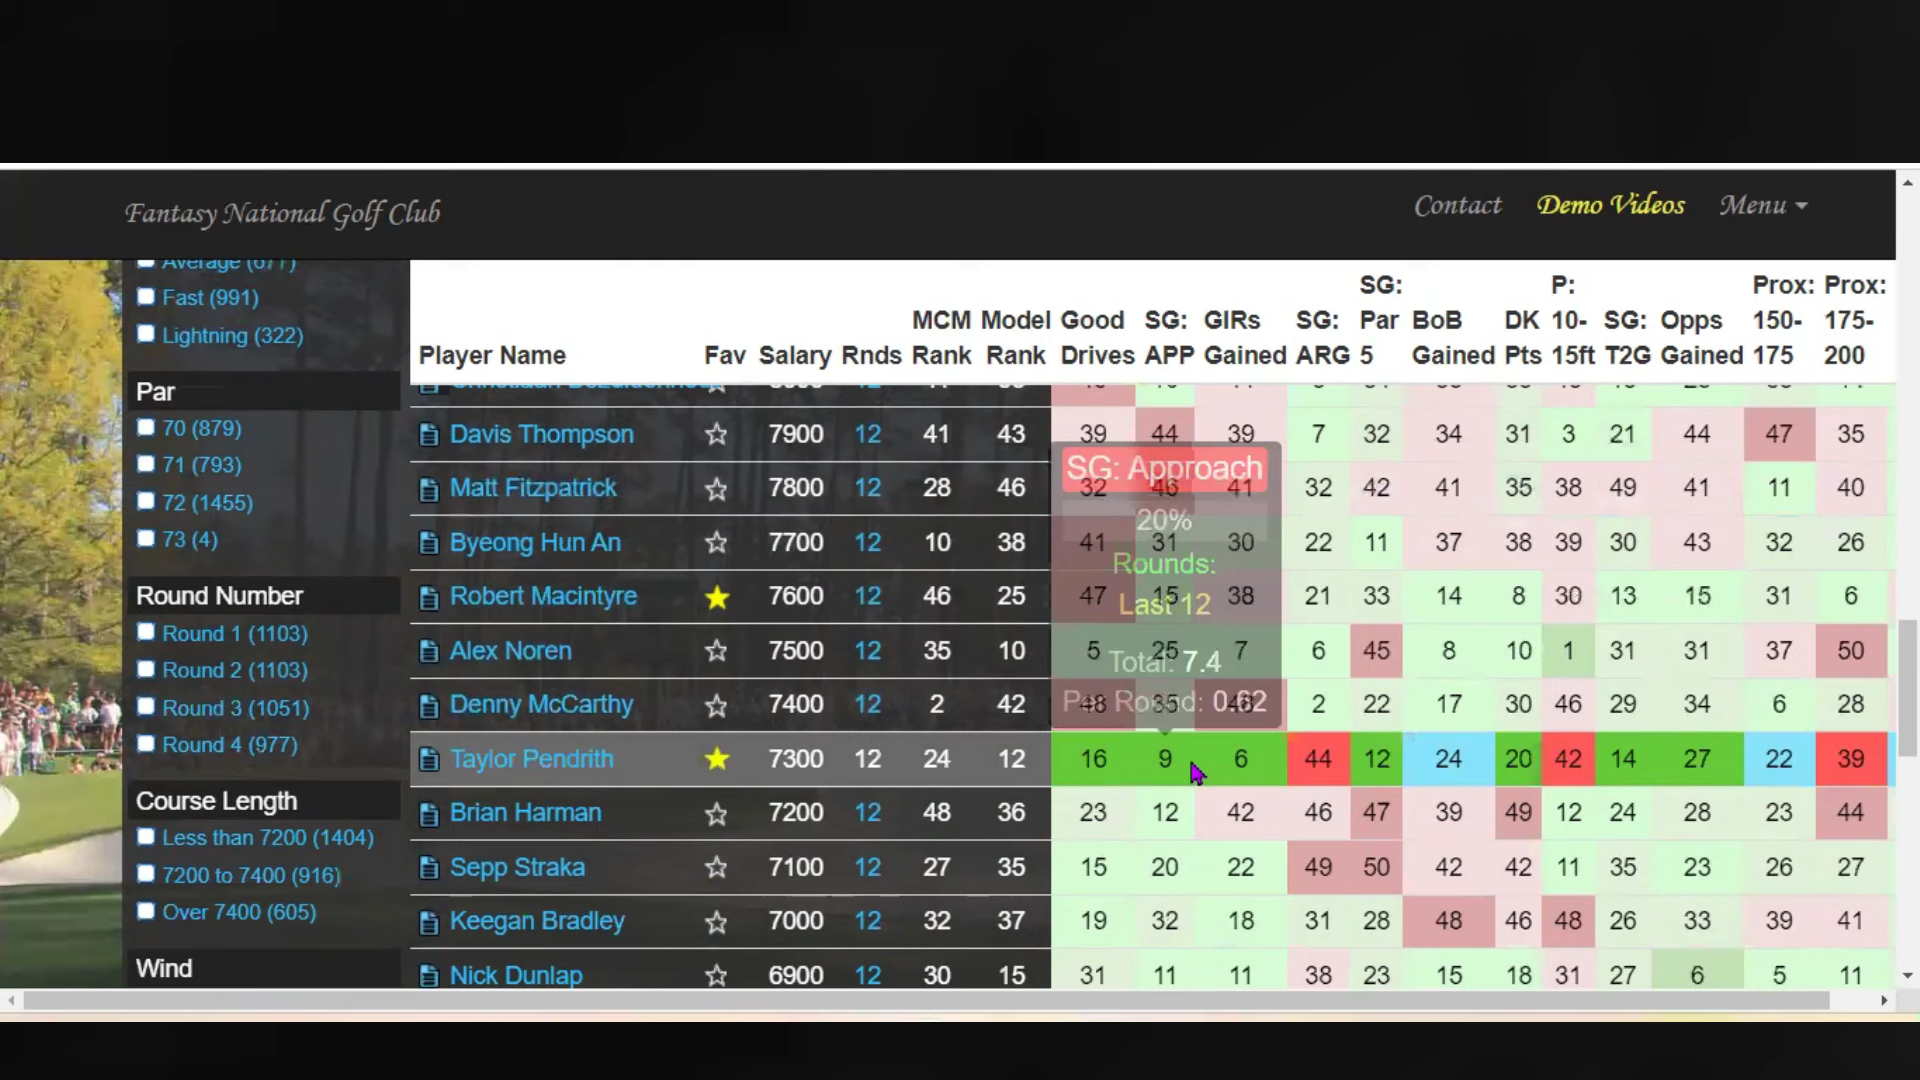 Fantasy National Golf Club
Contact Demo Videos Menu
Average (677)
Fast (991)
Lightning (322)
Par
70 (879)
71 (793)
72 (1455)
73 (4)
Round Number
Round 1 (1103)
Round 2 (1103)
Round 3 (1051)
Round 4 (977)
Course Length
Less than 7200 (1404)
7200 to 7400 (916)
Over 7400 (605)
Wind
Player Name Fav Salary Rnds MCM Rank Model Rank Good Drives SG: APP GIRs Gained SG: ARG SG: Par 5 BoB Gained DK Pts P: 10-15ft SG: T2G Opps Gained Prox: 150-175 Prox: 175-200
Davis Thompson 7900 12 41 43 39 44 39 7 32 34 31 3 21 44 47 35
Matt Fitzpatrick 7800 12 28 46 32 46 41 32 42 41 35 38 49 41 11 40
Byeong Hun An 7700 12 10 38 41 31 30 22 11 37 38 39 30 43 32 26
Robert Macintyre 7600 12 46 25 47 15 38 21 33 14 8 30 13 15 31 6
Alex Noren 7500 12 35 10 5 25 7 6 45 8 10 1 31 31 37 50
Denny McCarthy 7400 12 2 42 48 2 22 17 30 46 29 34 6 28
Taylor Pendrith 7300 12 24 12 16 9 6 44 12 24 20 42 14 27 22 39
Brian Harman 7200 12 48 36 23 12 42 46 47 39 49 12 24 28 23 44
Sepp Straka 7100 12 27 35 15 20 22 49 50 42 42 11 35 23 26 27
Keegan Bradley 7000 12 32 37 19 32 18 31 28 48 46 48 26 33 39 41
Nick Dunlap 6900 12 30 15 31 11 11 38 23 15 18 31 27 6 5 11
SG: Approach
20%
Rounds:
Last 12
Total: 7.4
Per Round: 0.62